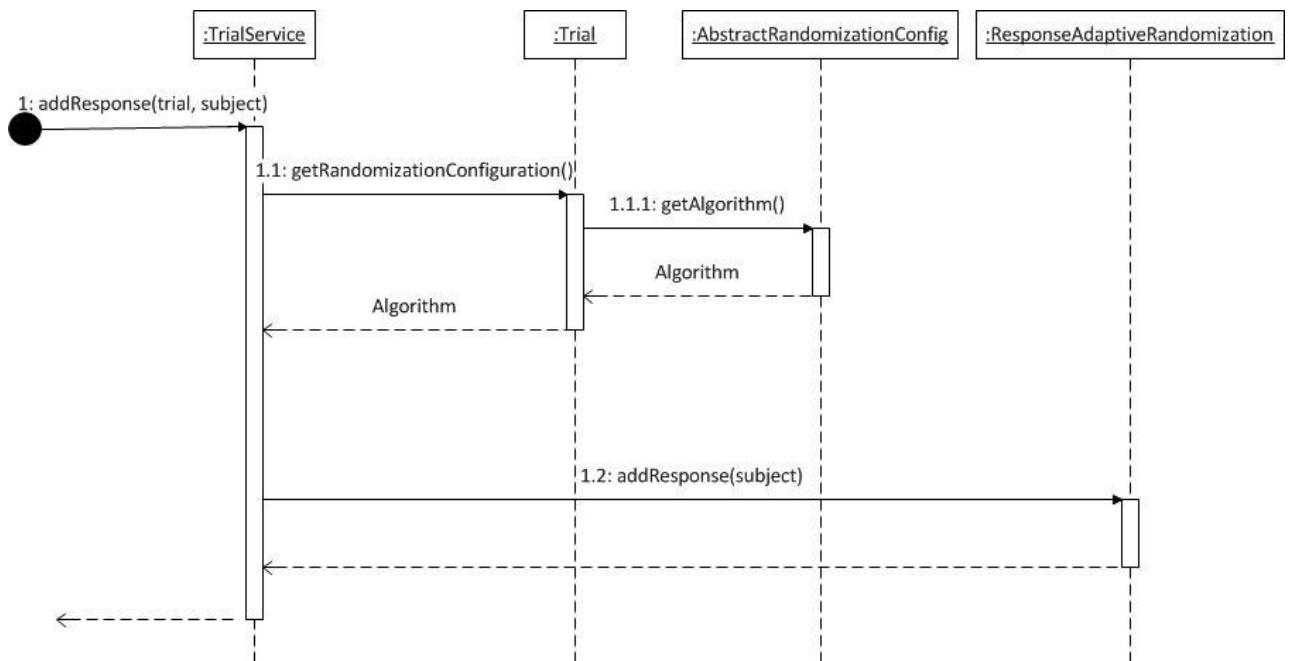 :TrialService
:Trial
:AbstractRandomizationConfig
:ResponseAdaptiveRandomization
1: addResponse(trial, subject)
1.1: getRandomizationConfiguration()
1.1.1: getAlgorithm()
Algorithm
Algorithm
1.2: addResponse(subject)